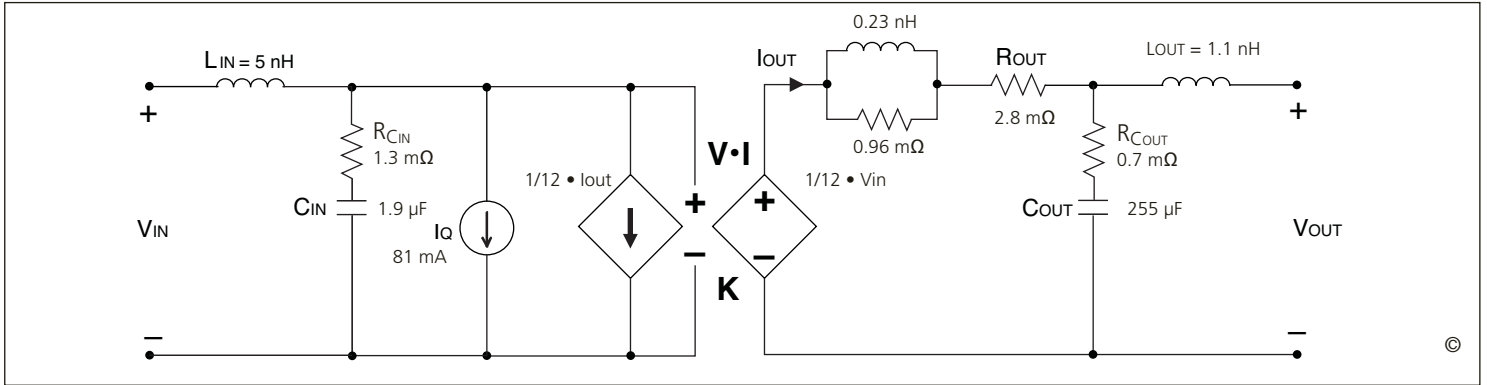 0.23 nH
LIN = 5 nH
IOUT
ROUT
LOUT = 1.1 nH
+
RCIN
1.3 mΩ
0.96 mΩ
2.8 mΩ
RCOUT
0.7 mΩ
+
V•I
1/12 • Iout
1/12 • Vin
+
+
CIN
1.9 µF
COUT
255 µF
VIN
IQ
81 mA
VOUT
–
–
K
–
–
©